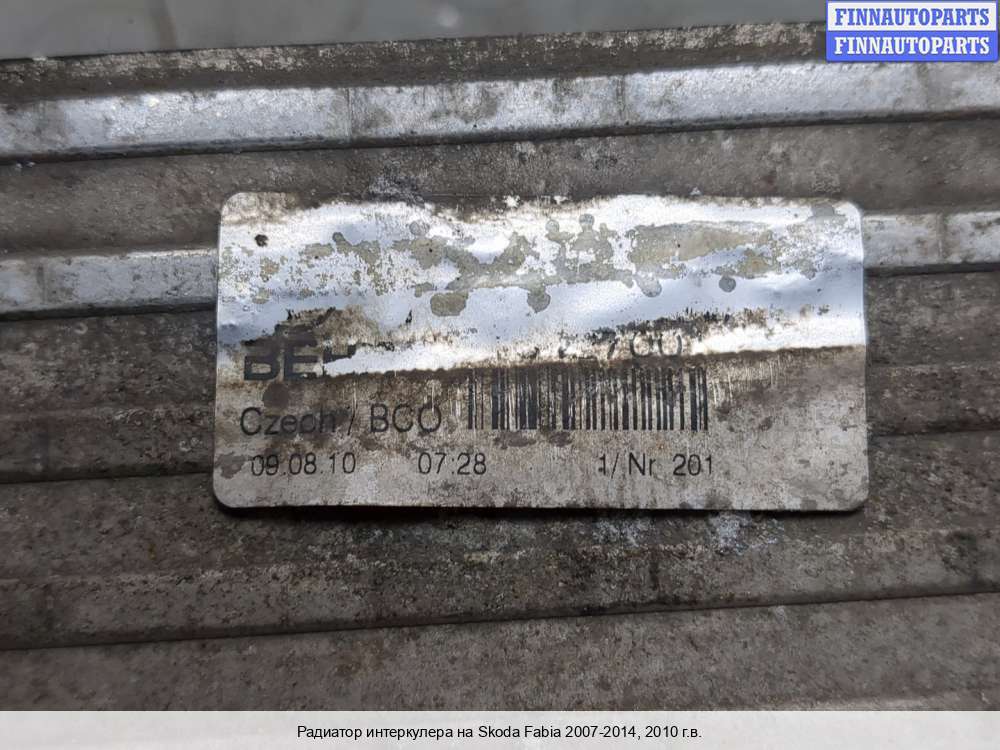 FINNAUTOPARTS
FINNAUTOPARTS
Czech / BCO
09.08.10 07:28 1/ Nr. 201
Радиатор интеркулера на Skoda Fabia 2007-2014, 2010 г.в.